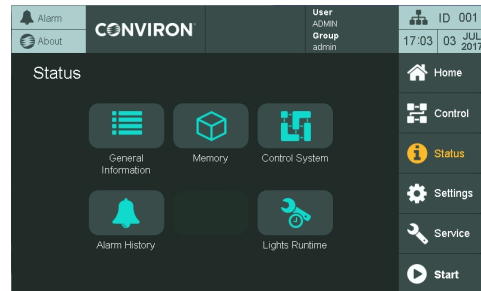 Alarm
About
CONVIRON
User
ADMIN
Group
admin
ID 001
17:03 03 JUL
2017
Status
General
Information
Memory
Control System
Alarm History
Lights Runtime
Home
Control
Status
Settings
Service
Start